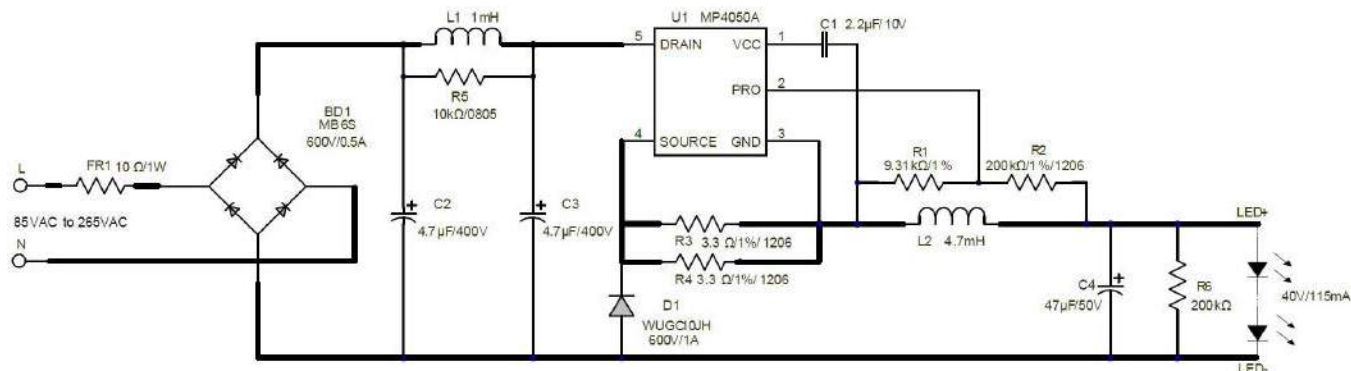 L1 1mH
U1 MP4050A
C1 2.2µF/10V
5 DRAIN VCC 1
R5
10kΩ/0805
PRO 2
BD1
MB6S
600V/0.5A
4 SOURCE GND 3
R1
9.31kΩ/1%
R2
200kΩ/1%/1206
L
FR1 10 Ω/1W
85VAC to 265VAC
N
C2
4.7µF/400V
C3
4.7µF/400V
R3 3.3 Ω/1%/1206
R4 3.3 Ω/1%/1206
L2 4.7mH
LED+
D1
WUGC10JH
600V/1A
C4
47µF/50V
R6
200kΩ
40V/115mA
LED-